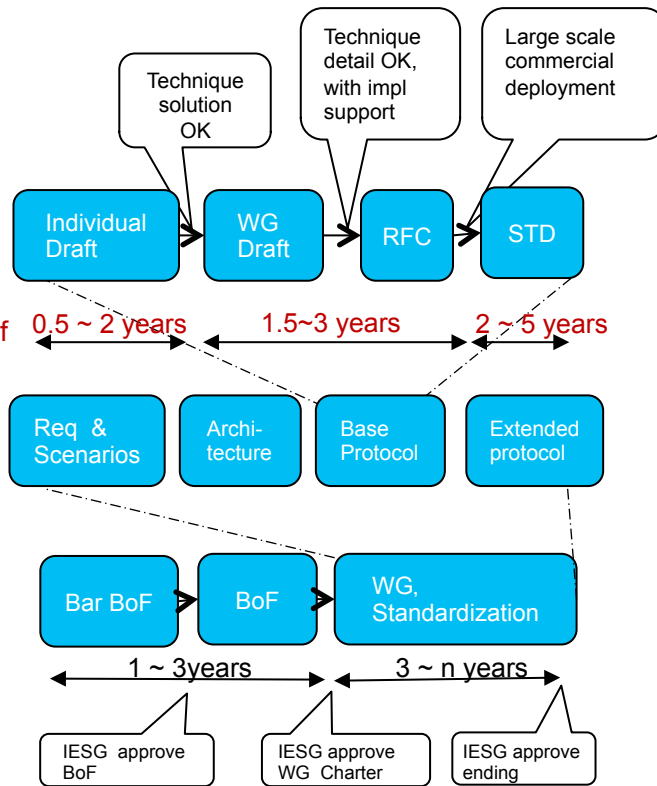 Technique
solution
OK
Technique
detail OK,
with impl
support
Large scale
commercial
deployment
Individual
Draft
WG
Draft
RFC
STD
f
0.5 ~ 2 years
1.5~3 years
2 ~ 5 years
Req &
Scenarios
Archi-
tecture
Base
Protocol
Extended
protocol
Bar BoF
BoF
WG,
Standardization
1 ~ 3years
3 ~ n years
IESG approve
BoF
IESG approve
WG Charter
IESG approve
ending